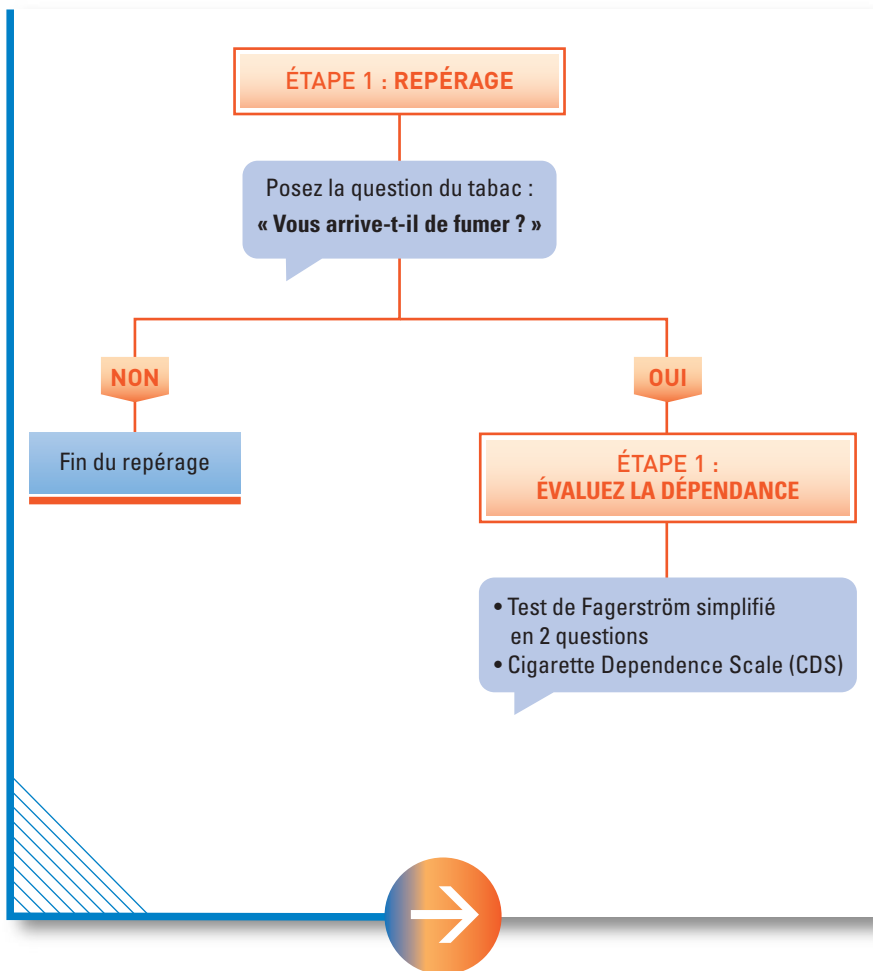 ÉTAPE 1 : REPÉRAGE
Posez la question du tabac :
« Vous arrive-t-il de fumer ? »
NON
OUI
Fin du repérage
ÉTAPE 1 :
ÉVALUEZ LA DÉPENDANCE
• Test de Fagerström simplifié
en 2 questions
• Cigarette Dependence Scale (CDS)